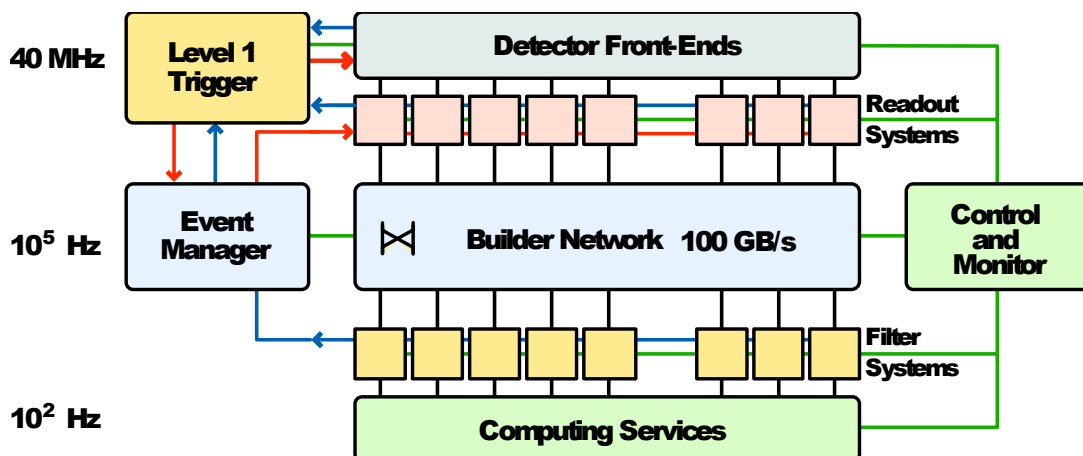 40 MHz
Level 1
Trigger
Detector Front-Ends
Readout
Systems
10⁵ Hz
Event
Manager
Builder Network 100 GB/s
Control
and
Monitor
Filter
Systems
10² Hz
Computing Services